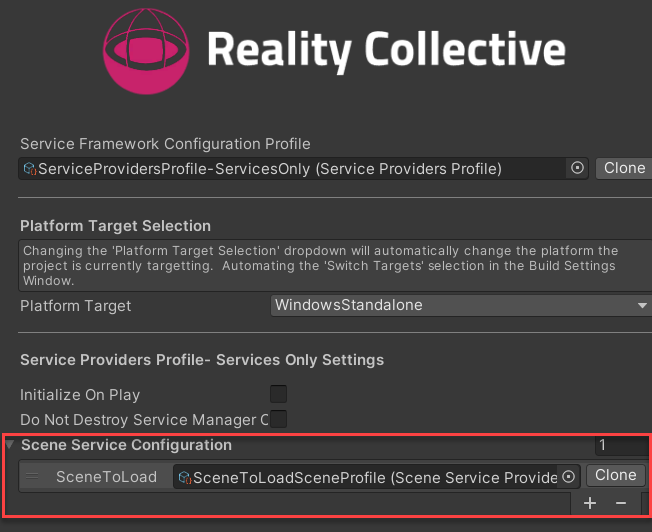 Reality Collective
Service Framework Configuration Profile
ServiceProvidersProfile-ServicesOnly (Service Providers Profile)
Clone
Platform Target Selection
Changing the 'Platform Target Selection' dropdown will automatically change the platform the
project is currently targetting.  Automating the 'Switch Targets' selection in the Build Settings
Window.
Platform Target
WindowsStandalone
Service Providers Profile- Services Only Settings
Initialize On Play
Do Not Destroy Service Manager O
Scene Service Configuration
1
SceneToLoad
SceneToLoadSceneProfile (Scene Service Provide
Clone